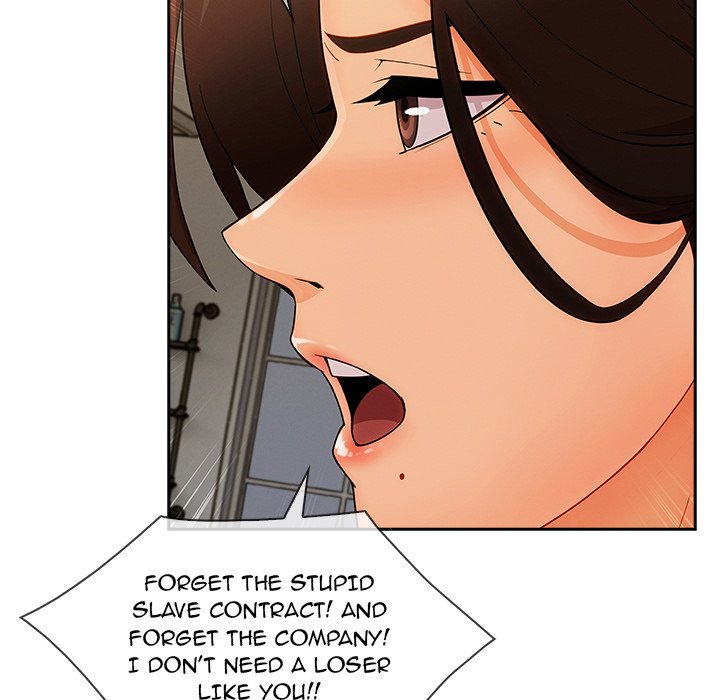 FORGET THE STUPID
SLAVE CONTRACT! AND
FORGET THE COMPANY!
I DON'T NEED A LOSER
LIKE YOU!!